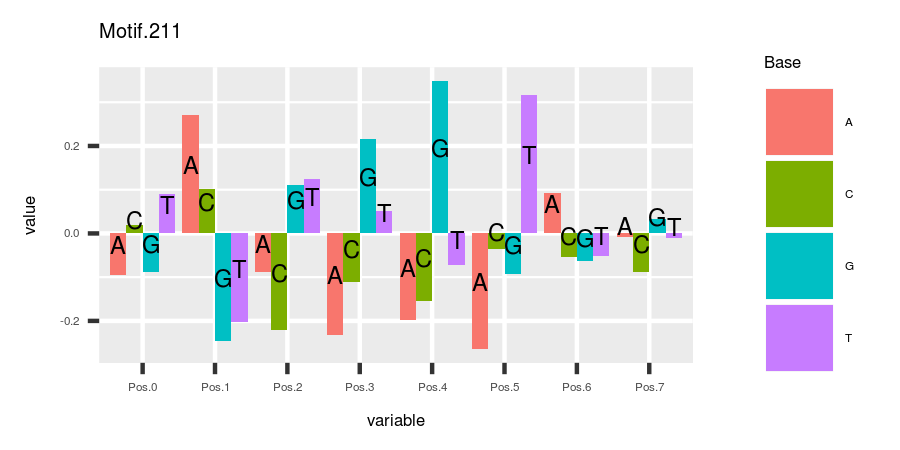 Motif.211
value
0.2
0.0
-0.2
A C G T A C G T A C G T A C G T A C G T A C G T A C G T A C G T
Pos.0 Pos.1 Pos.2 Pos.3 Pos.4 Pos.5 Pos.6 Pos.7
variable
Base
A
C
G
T